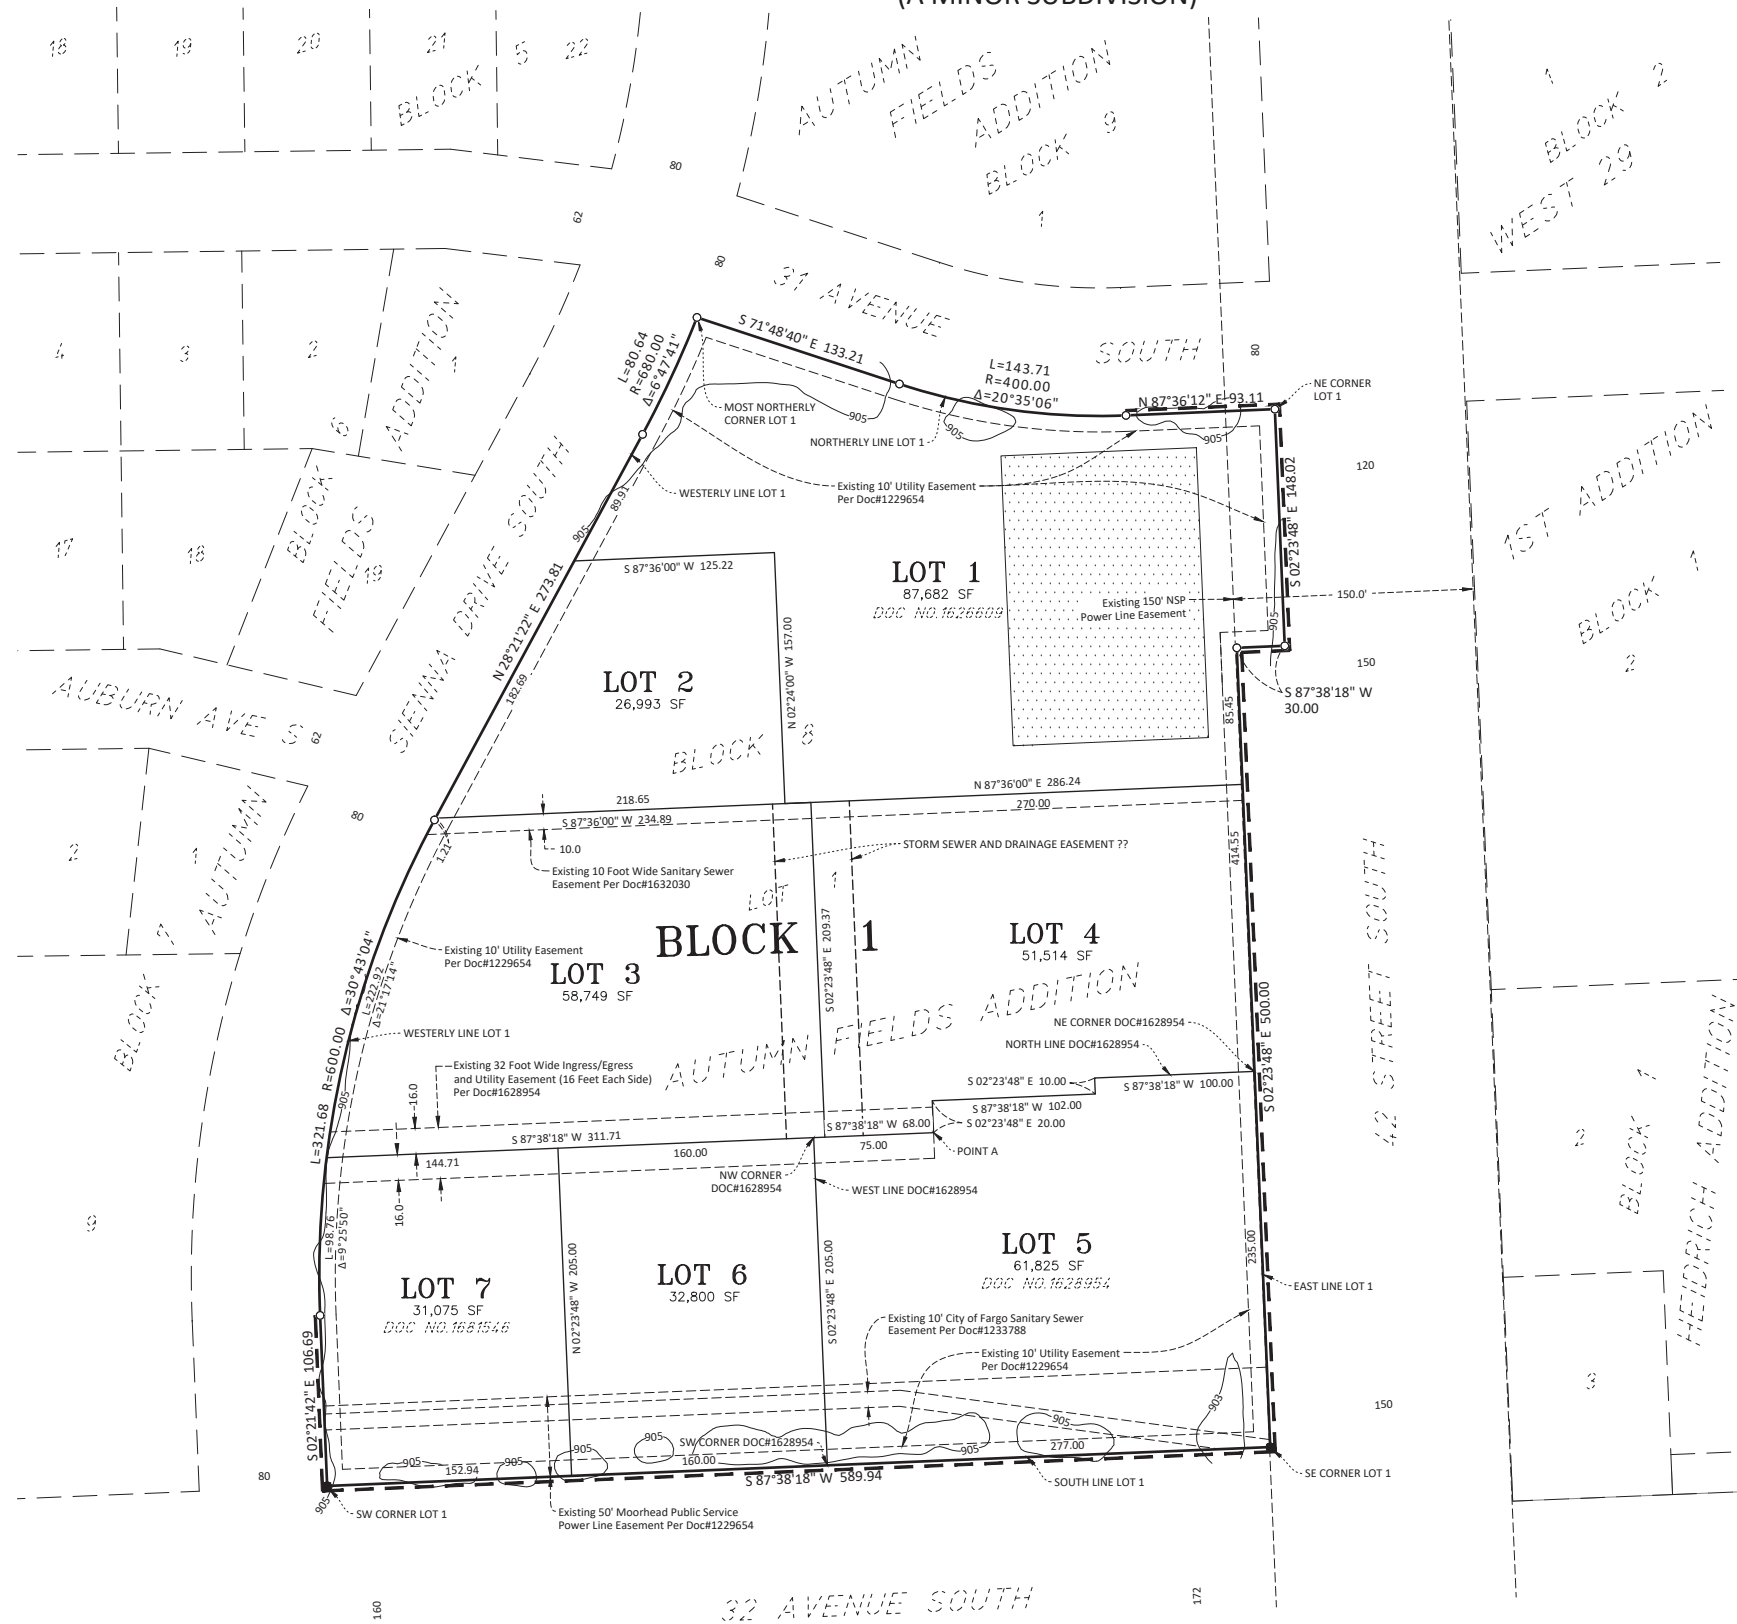 (A MINOR SUBDIVISION)
18
19
20
21
BLOCK 5
22
AUTUMN
FIELDS
ADDITION
BLOCK 9
1
1
BLOCK 2
WEST 29
80
62
80
31 AVENUE
SOUTH
80
4
3
2
ADDITION
1
BLOCK 6
FIELDS
17
18
19
SIENNA DRIVE SOUTH
S 71°48'40" E 133.21
L=80.64
R=680.00
Δ=6°47'41"
L=143.71
R=400.00
Δ=20°35'06"
N 87°36'12" E 93.11
NE CORNER
LOT 1
MOST NORTHERLY
CORNER LOT 1
905
905
905
NORTHERLY LINE LOT 1
WESTERLY LINE LOT 1
Existing 10' Utility Easement
Per Doc#1229654
120
S 02°23'48" E 148.02
1ST ADDITION
BLOCK 1
2
89.91
905
N28°21'22" E 273.81
182.69
S 87°36'00" W 125.22
N 02°24'00" W 157.00
LOT 1
87,682 SF
DOC NO.1626609
Existing 150' NSP
Power Line Easement
150.0'
905
150
S 87°38'18" W
30.00
85.45
LOT 2
26,993 SF
BLOCK 8
AUBURN AVE S
62
80
N 87°36'00" E 286.24
270.00
218.65
S 87°36'00" W 234.89
10.0
1.21
Existing 10 Foot Wide Sanitary Sewer
Easement Per Doc#1632030
STORM SEWER AND DRAINAGE EASEMENT ??
414.55
LOT 1
BLOCK 1
2
1
BLOCK 7 AUTUMN
Existing 10' Utility Easement
Per Doc#1229654
LOT 3
58,749 SF
S 02°23'48" E 209.37
LOT 4
51,514 SF
AUTUMN FIELDS ADDITION
L=321.68 R=600.00 Δ=30°43'04"
L=222.92
Δ=21°17'14"
905
WESTERLY LINE LOT 1
NE CORNER DOC#1628954
NORTH LINE DOC#1628954
S 02°23'48" E 500.00
42 STREET SOUTH
Existing 32 Foot Wide Ingress/Egress
and Utility Easement (16 Feet Each Side)
Per Doc#1628954
16.0
S 02°23'48" E 10.00
S 87°38'18" W 100.00
S 87°38'18" W 102.00
S 02°23'48" E 20.00
S 87°38'18" W 68.00
S 87°38'18" W 311.71
144.71
160.00
75.00
POINT A
NW CORNER
DOC#1628954
WEST LINE DOC#1628954
16.0
9
L=98.76
Δ=9°25'50"
LOT 7
31,075 SF
DOC NO.1681546
N 02°23'48" W 205.00
LOT 6
32,800 SF
S 02°23'48" E 205.00
LOT 5
61,825 SF
DOC NO.1628954
235.00
EAST LINE LOT 1
2
BLOCK 1
HEIDRICH ADDITION
3
Existing 10' City of Fargo Sanitary Sewer
Easement Per Doc#1233788
Existing 10' Utility Easement
Per Doc#1229654
S 02°21'42" E 106.69
903
905
150
905
905
905
905
SW CORNER DOC#1628954
905
277.00
152.94
160.00
S 87°38'18" W 589.94
SOUTH LINE LOT 1
SE CORNER LOT 1
80
905
SW CORNER LOT 1
Existing 50' Moorhead Public Service
Power Line Easement Per Doc#1229654
160
32 AVENUE SOUTH
172